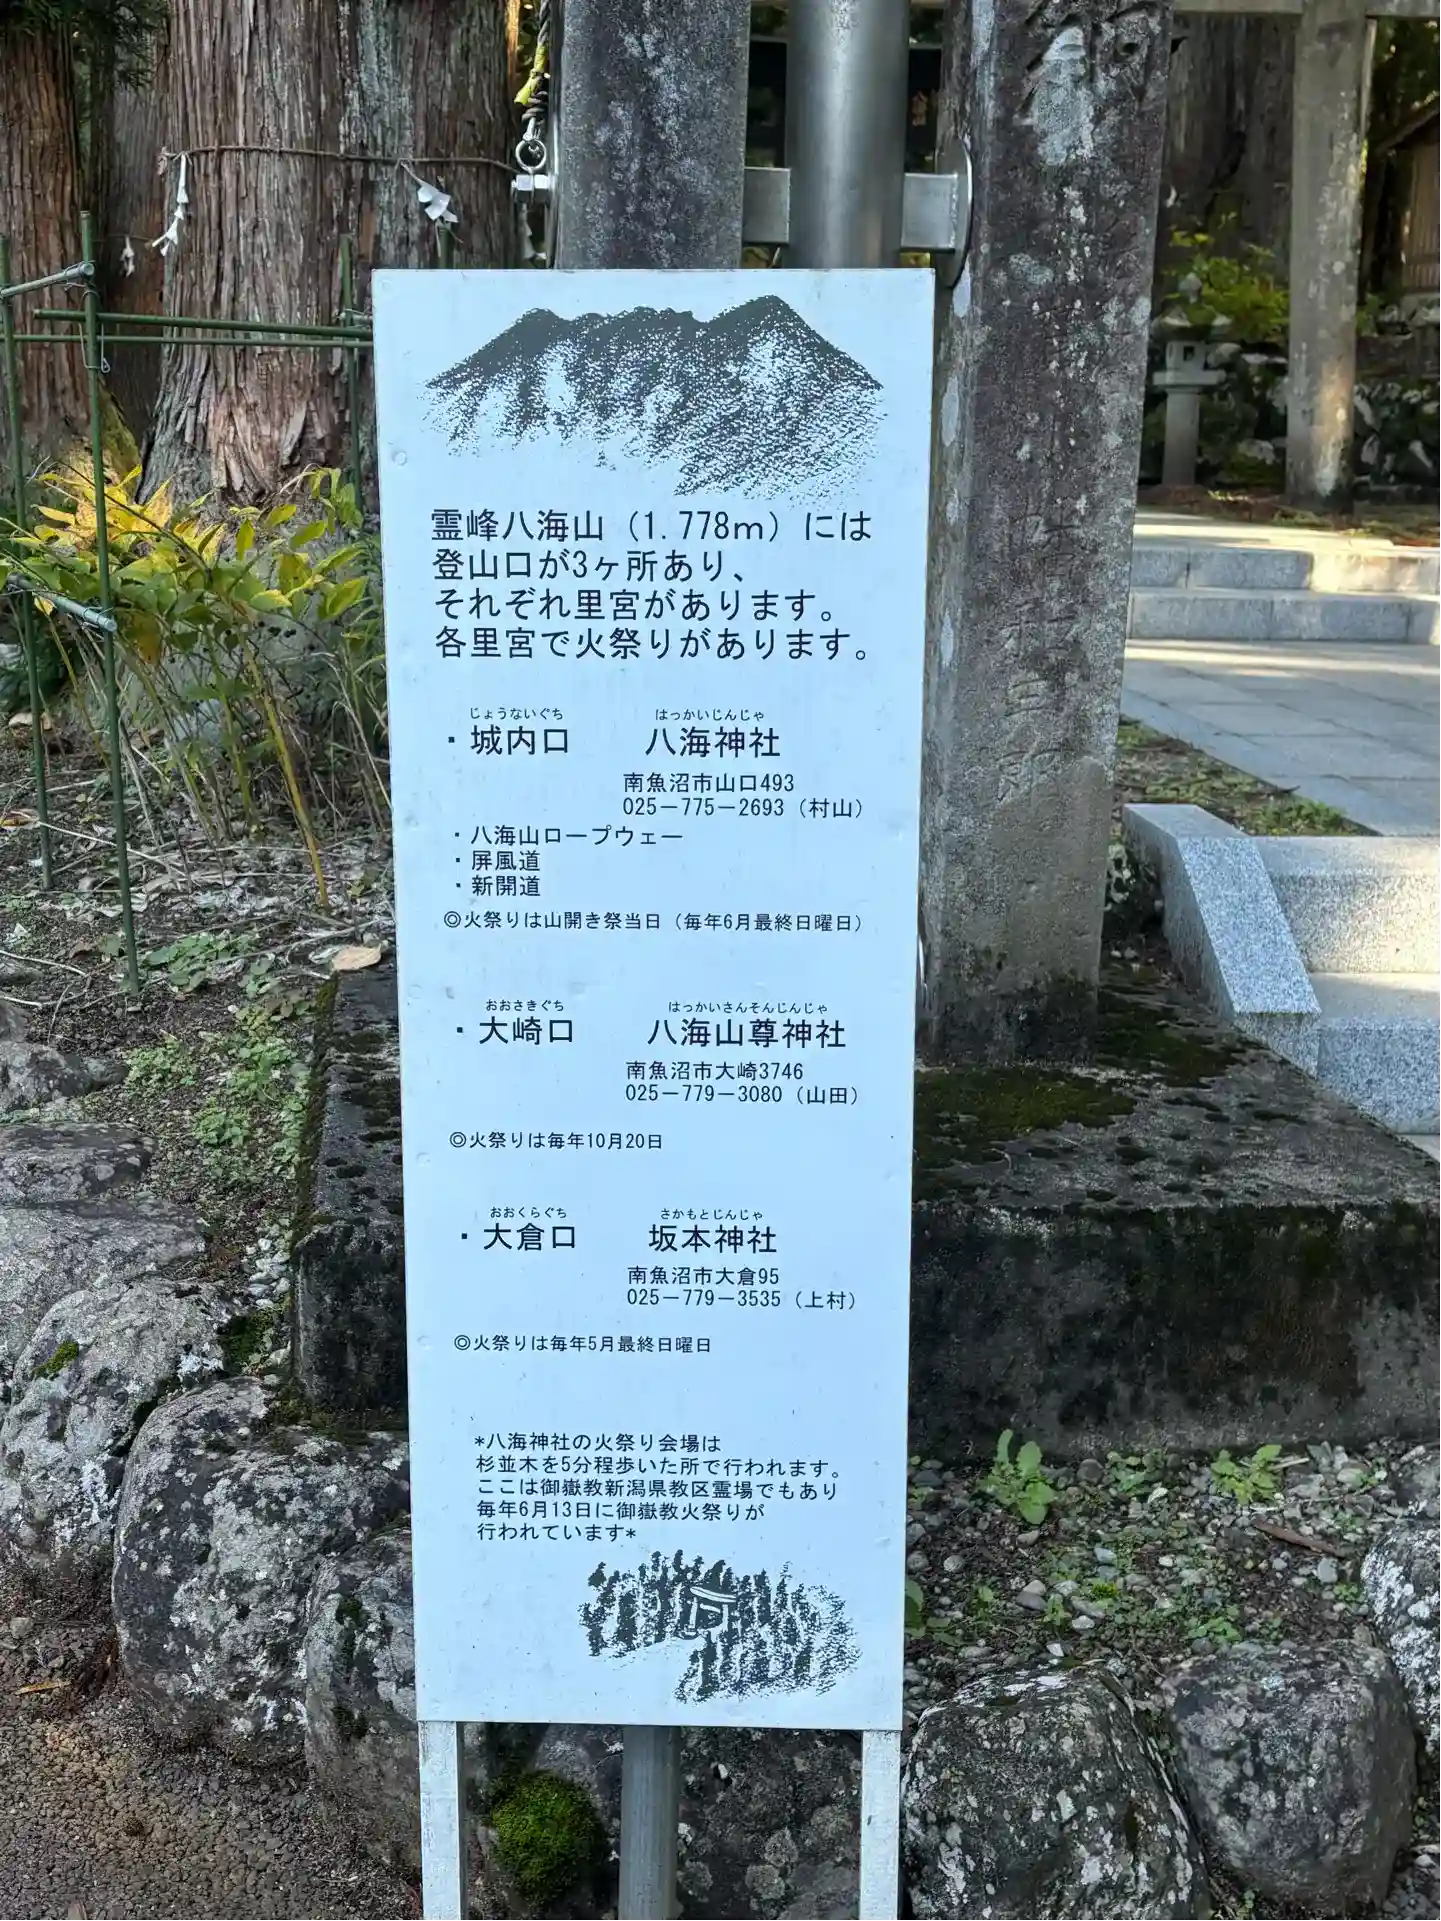 霊峰八海山（1.778m）には
登山口が3ヶ所あり、
それぞれ里宮があります。
各里宮で火祭りがあります。
じょうないぐち はっかいじんじゃ
・城内口 八海神社
南魚沼市山口493
025－775－2693（村山）
・八海山ロープウェー
・屏風道
・新開道
◎火祭りは山開き祭当日（毎年6月最終日曜日）
おおさきぐち はっかいさんそんじんじゃ
・大崎口 八海山尊神社
南魚沼市大崎3746
025－779－3080（山田）
◎火祭りは毎年10月20日
おおくらぐち さかもとじんじゃ
・大倉口 坂本神社
南魚沼市大倉95
025－779－3535（上村）
◎火祭りは毎年5月最終日曜日
*八海神社の火祭り会場は
杉並木を5分程歩いた所で行われます。
ここは御嶽教新潟県教区霊場でもあり
毎年6月13日に御嶽教火祭りが
行われています*